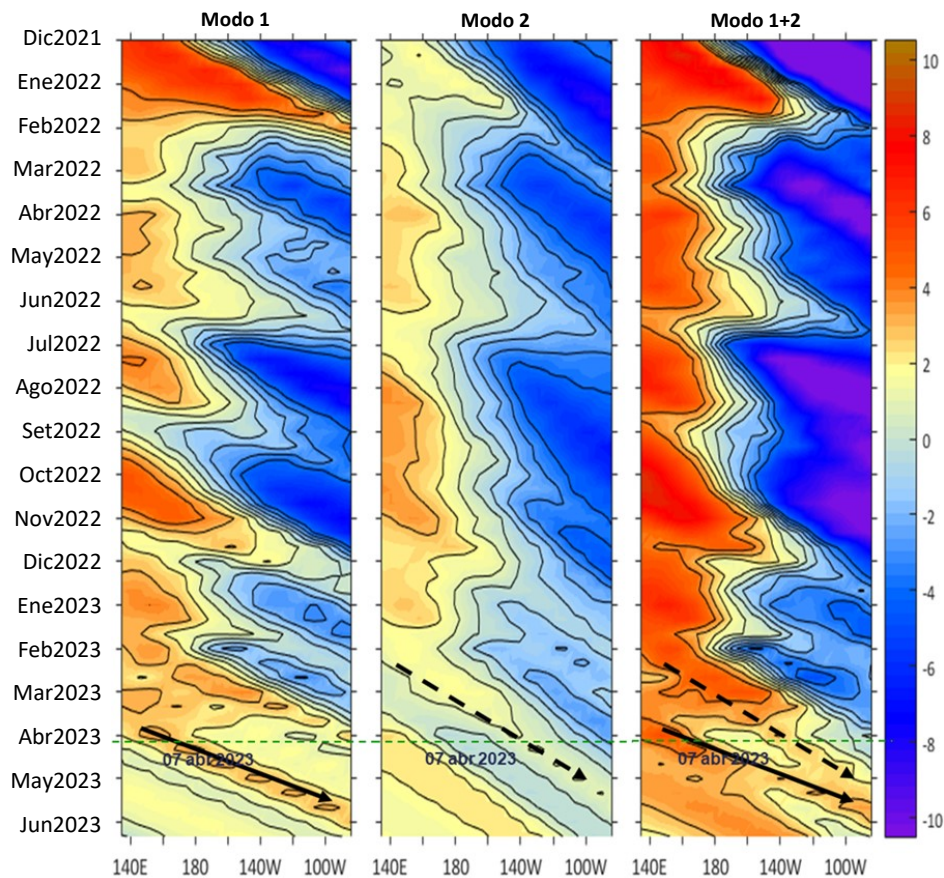 Modo 1 Modo 2 Modo 1+2
Dic2021
Ene2022
Feb2022
Mar2022
Abr2022
May2022
Jun2022
Jul2022
Ago2022
Set2022
Oct2022
Nov2022
Dic2022
Ene2023
Feb2023
Mar2023
Abr2023
May2023
Jun2023
07 abr 2023 07 abr 2023 07 abr 2023
140E 180 140W 100W 140E 180 140W 100W 140E 180 140W 100W
10
8
6
4
2
0
-2
-4
-6
-8
-10